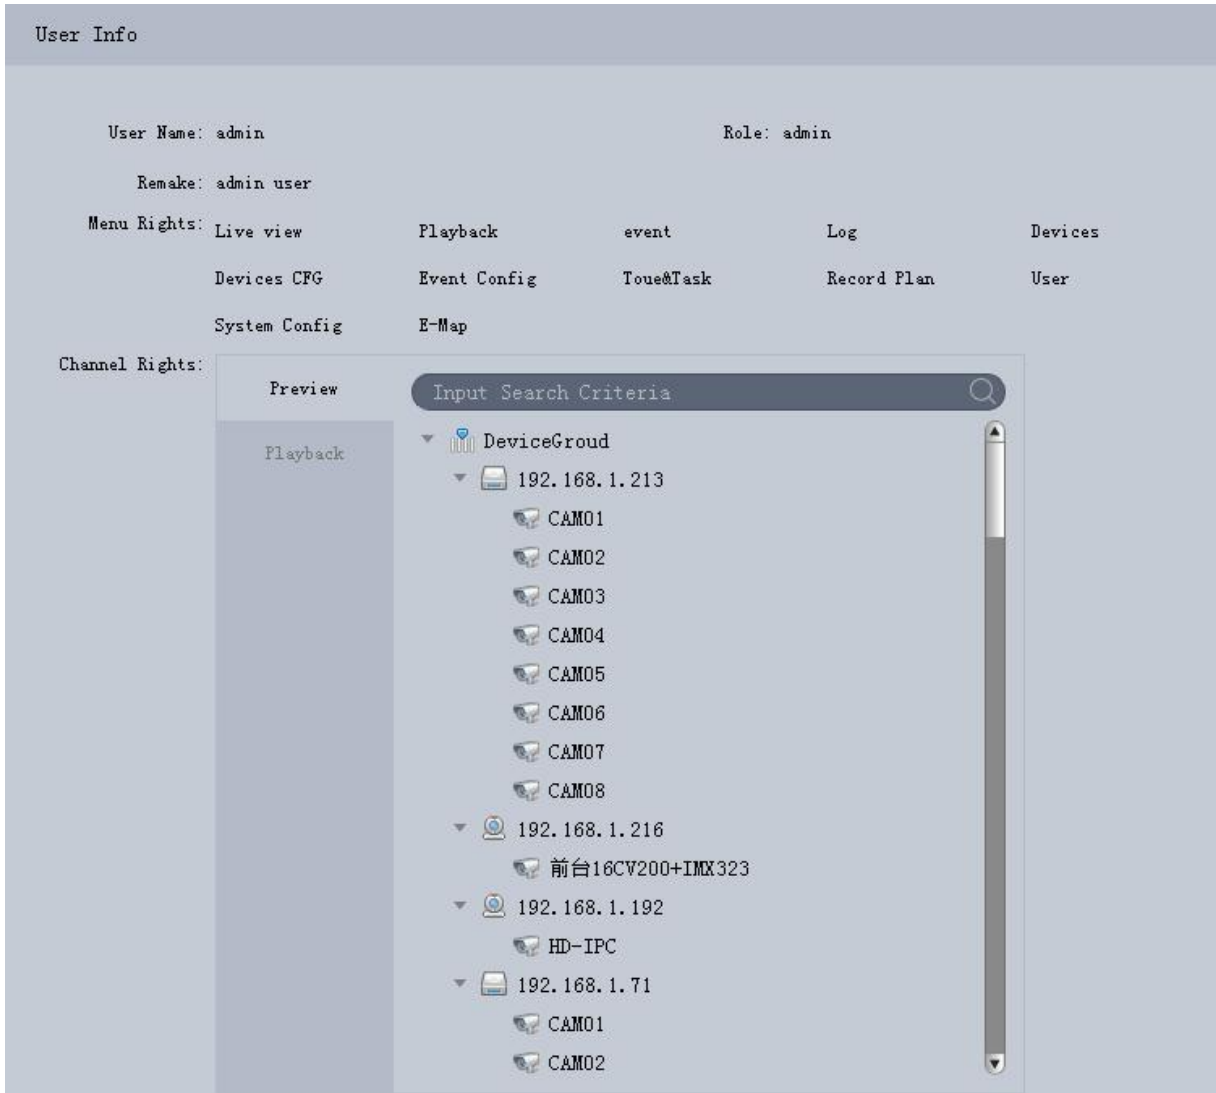 User Info
User Name: admin Role: admin
Remake: admin user
Menu Rights: Live view Playback event Log Devices
Devices CFG Event Config Toue&Task Record Plan User
System Config E-Map
Channel Rights:
Preview Input Search Criteria
Playback
DeviceGroud
192.168.1.213
CAM01
CAM02
CAM03
CAM04
CAM05
CAM06
CAM07
CAM08
192.168.1.216
前台16CV200+IMX323
192.168.1.192
HD-IPC
192.168.1.71
CAM01
CAM02